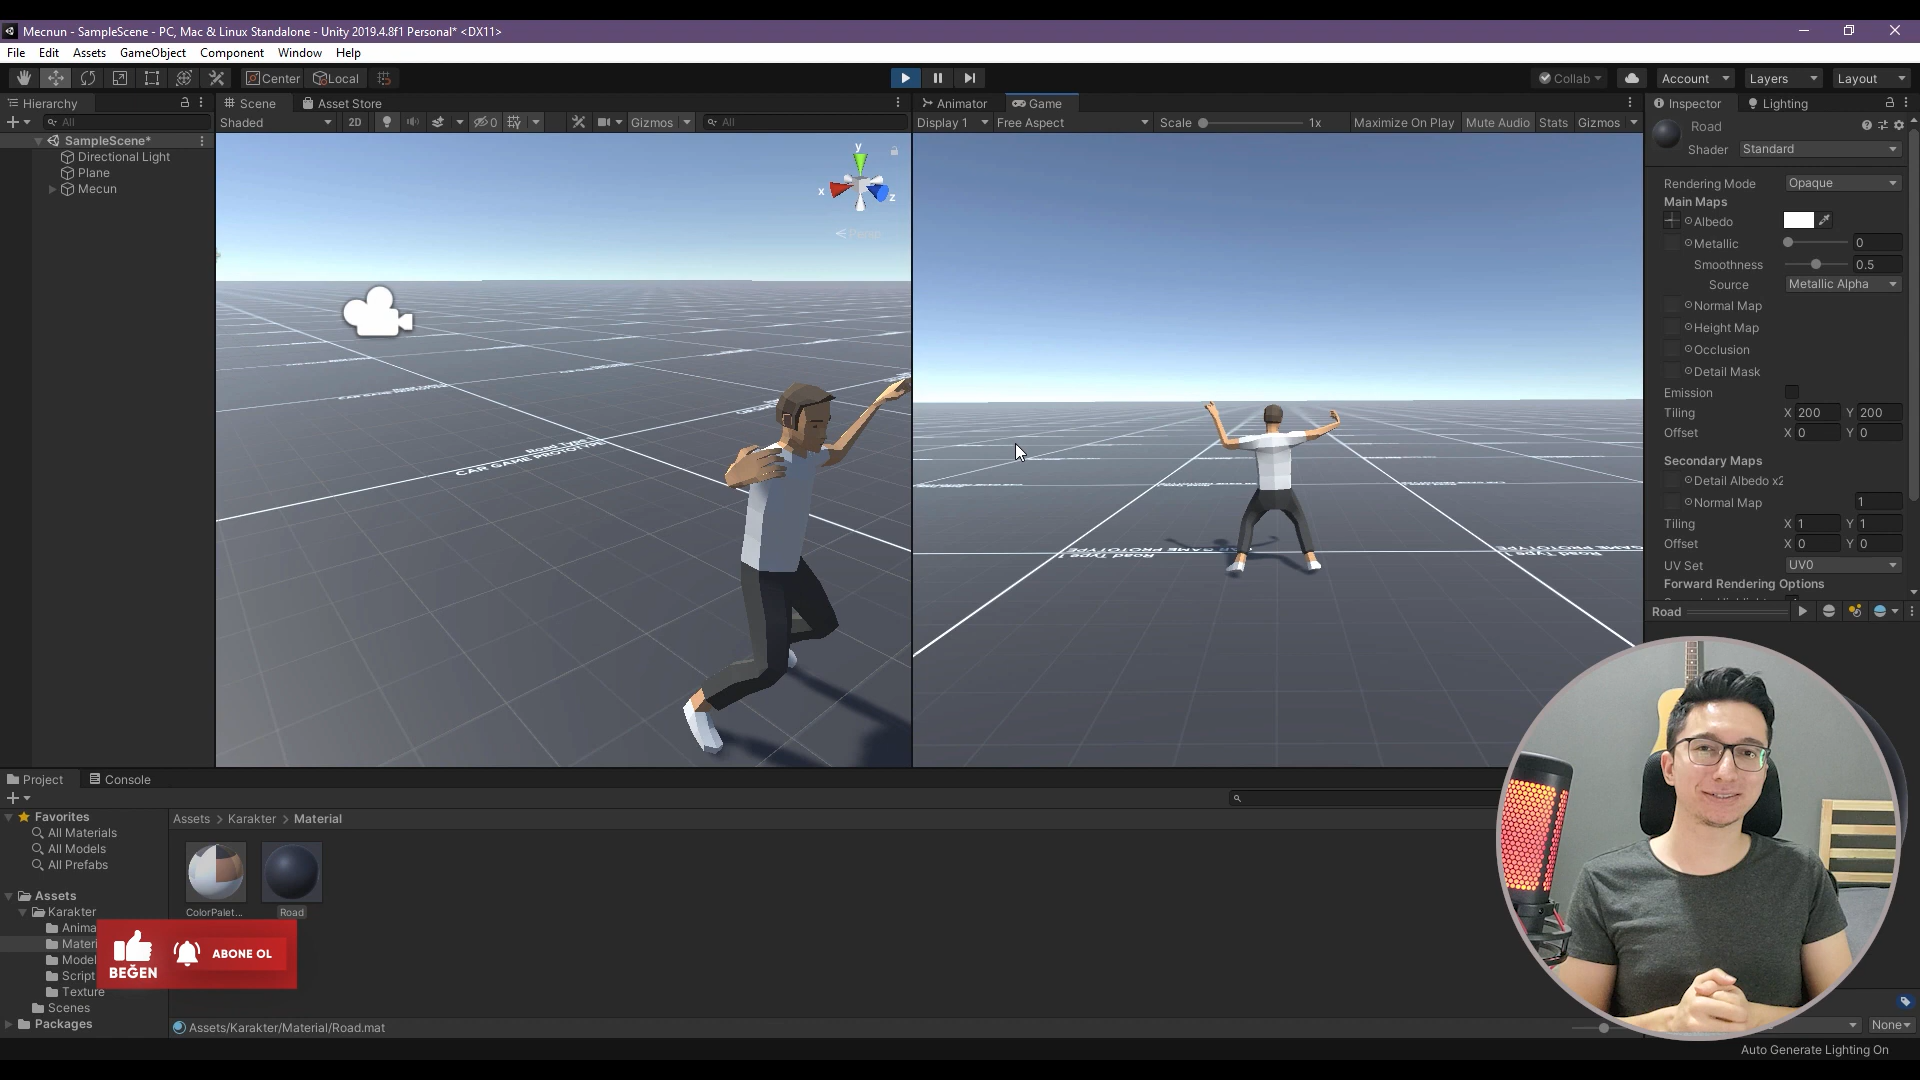 Mecnun - SampleScene - PC, Mac & Linux Standalone - Unity 2019.4.8f1 Personal* <DX11>
File Edit Assets GameObject Component Window Help
Center Local Collab Account Layers Layout
Hierarchy
All
SampleScene*
Directional Light
Plane
Mecun
Scene Asset Store
Shaded 2D 0 Gizmos All
y
x
z
Road Type 1
CAR GAME PROTOTYPE
Animator Game
Display 1 Free Aspect Scale 1x Maximize On Play Mute Audio Stats Gizmos
Inspector Lighting
Road
Shader Standard
Rendering Mode Opaque
Main Maps
Albedo
Metallic 0
Smoothness 0.5
Source Metallic Alpha
Normal Map
Height Map
Occlusion
Detail Mask
Emission
Tiling X 200 Y 200
Offset X 0 Y 0
Secondary Maps
Detail Albedo x2
Normal Map 1
Tiling X 1 Y 1
Offset X 0 Y 0
UV Set UV0
Forward Rendering Options
Road
Project Console
Favorites
All Materials
All Models
All Prefabs
Assets
Karakter
Anima
Materi
Model
Script
Texture
Scenes
Packages
Assets > Karakter > Material
ColorPalet...
Road
BEĞEN
ABONE OL
Assets/Karakter/Material/Road.mat
None
Auto Generate Lighting On